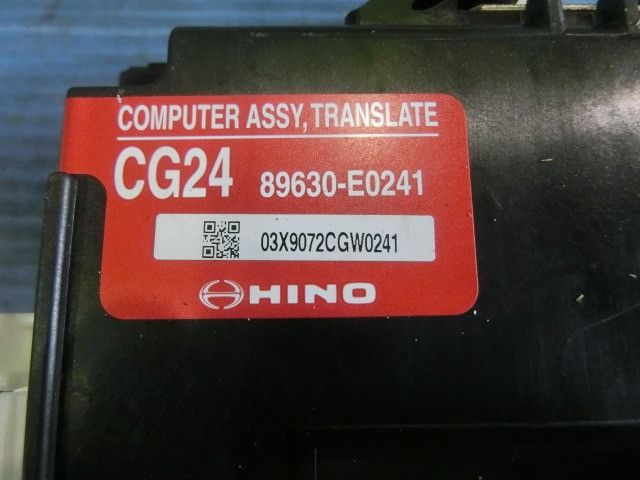 COMPUTER ASSY, TRANSLATE
CG24 89630-E0241
03X9072CGW0241
HINO